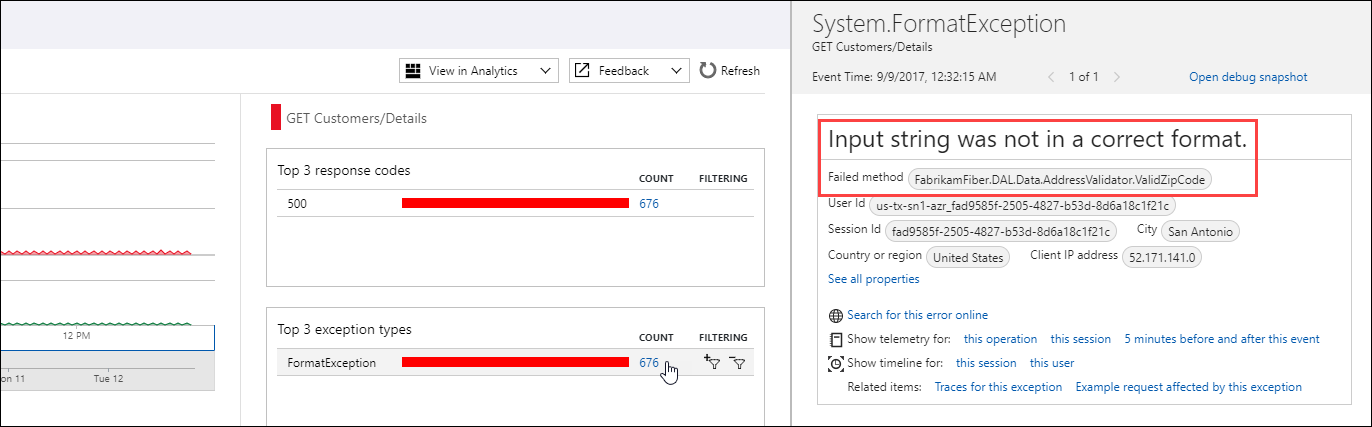 View in Analytics
Feedback
Refresh
GET Customers/Details
Top 3 response codes
COUNT FILTERING
500 676
Top 3 exception types
COUNT FILTERING
FormatException 676
12 PM
on 11 Tue 12
System.FormatException
GET Customers/Details
Event Time: 9/9/2017, 12:32:15 AM 1 of 1 Open debug snapshot
Input string was not in a correct format.
Failed method FabrikamFiber.DAL.Data.AddressValidator.ValidZipCode
User Id us-tx-sn1-azr_fad9585f-2505-4827-b53d-8d6a18c1f21c
Session Id fad9585f-2505-4827-b53d-8d6a18c1f21c City San Antonio
Country or region United States Client IP address 52.171.141.0
See all properties
Search for this error online
Show telemetry for: this operation this session 5 minutes before and after this event
Show timeline for: this session this user
Related items: Traces for this exception Example request affected by this exception